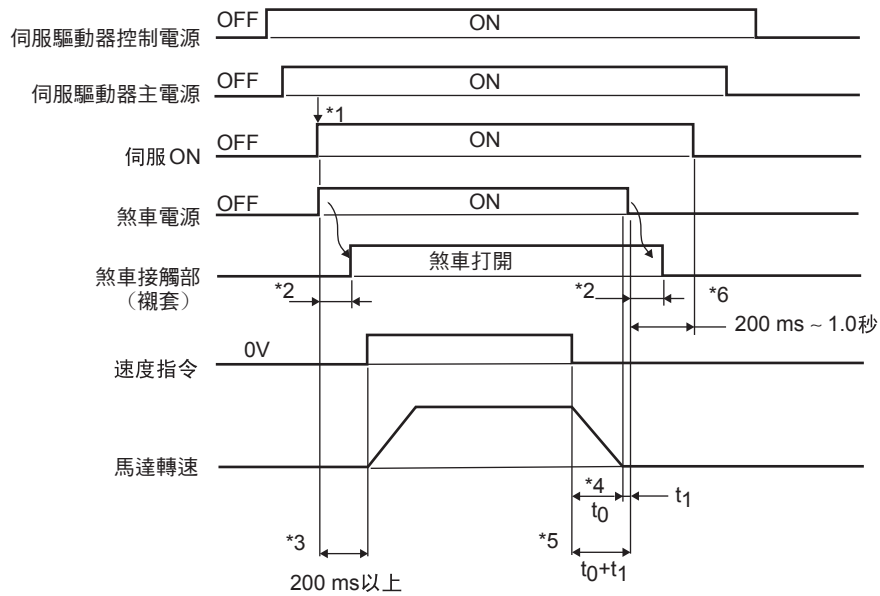 伺服驅動器控制電源 OFF ON
伺服驅動器主電源 OFF ON
*1
伺服ON OFF ON
煞車電源 OFF ON
煞車接觸部 煞車打開
（襯套） *2 *2 *6
200 ms ~ 1.0秒
速度指令 0V
馬達轉速
*4 t1
t0
*3 *5
200 ms以上 t0+t1